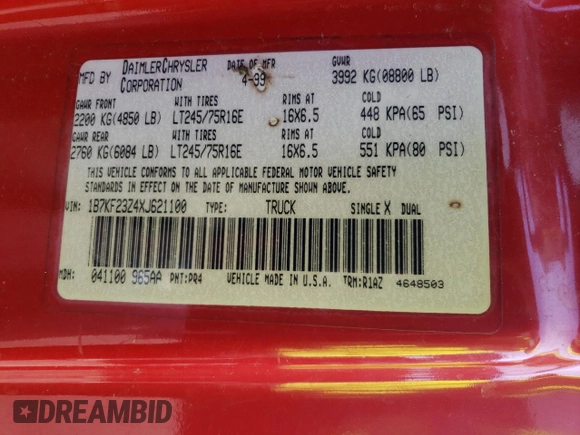 MFD BY DAIMLERCHRYSLER CORPORATION DATE OF MFR 4-99 GVWR 3992 KG(08800 LB)
GAWR FRONT WITH TIRES RIMS AT COLD
2200 KG(4850 LB) LT245/75R16E 16X6.5 448 KPA(65 PSI)
GAWR REAR WITH TIRES RIMS AT COLD
2760 KG(6084 LB) LT245/75R16E 16X6.5 551 KPA(80 PSI)
THIS VEHICLE CONFORMS TO ALL APPLICABLE FEDERAL MOTOR VEHICLE SAFETY
STANDARDS IN EFFECT ON THE DATE OF MANUFACTURE SHOWN ABOVE
VIN: 1B7KF23Z4XJ621100 TYPE: TRUCK SINGLE X DUAL
MDH: 041100 965AA PNT:PR4 VEHICLE MADE IN U.S.A. TRM:R1AZ 4648503
DREAMBID